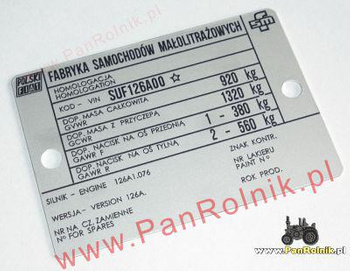 www.PanRolnik.pl
POLSKI FIAT
FABRYKA SAMOCHODÓW MAŁOLITRAŻOWYCH
HOMOLOGACJA
HOMOLOGATION
KOD - VIN SUF126A00 ☆
DOP. MASA CAŁKOWITA 920 kg
GVWR
DOP. MASA Z PRZYCZEPĄ 1320 kg
GCWR
DOP. NACISK NA OŚ PRZEDNIĄ 1 - 380 kg
GAWR F
DOP. NACISK NA OŚ TYLNĄ 2 - 560 kg
GAWR R
SILNIK - ENGINE 126A1.076
ZNAK KONTR.
WERSJA - VERSION 126A.
NR LAKIERU
PAINT N°
NR NA CZ. ZAMIENNE
N° FOR SPARES
ROK PROD.
www.PanRolnik.pl
PanRolnik.pl